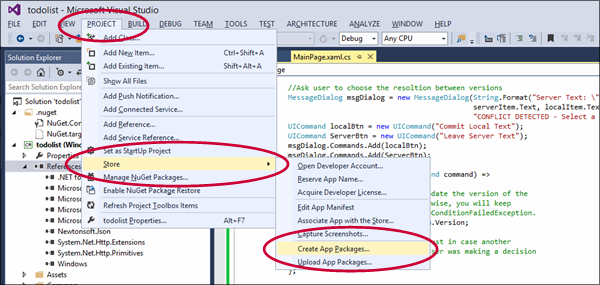 todolist - Microsoft Visual Studio
FILE EDIT VIEW PROJECT BUILD DEBUG TEAM TOOLS TEST ARCHITECTURE ANALYZE WINDOW HELP
Debug Any CPU
Solution Explorer
Search Solution Explorer
Solution 'todolist'
.nuget
NuGet.Con
NuGet.targ
todolist (Wind
Properties
References
.NET fo
Micros
Microso
Micros
Newtonsoft.Json
System.Net.Http.Extensions
System.Net.Http.Primitives
Windows
Assets
Common
Add Class...
Add New Item... Ctrl+Shift+A
Add Existing Item... Shift+Alt+A
Show All Files
Add Push Notification...
Add Connected Service...
Add Reference...
Add Service Reference...
Set as StartUp Project
Store
Manage NuGet Packages...
Enable NuGet Package Restore
Refresh Project Toolbox Items
todolist Properties... Alt+F7
Open Developer Account...
Reserve App Name...
Acquire Developer License...
Edit App Manifest
Associate App with the Store...
Capture Screenshots...
Create App Packages...
Upload App Packages...
MainPage.xaml.cs
//Ask user to choose the resoltion between versions
MessageDialog msgDialog = new MessageDialog(String.Format("Server Text: \"
serverItem.Text, localItem.Tex
"CONFLICT DETECTED - Select a
UICommand localBtn = new UICommand("Commit Local Text");
UICommand ServerBtn = new UICommand("Leave Server Text");
msgDialog.Commands.Add(localBtn);
msgDialog.Commands.Add(ServerBtn);
command) =>
date the version of the
wise, you will keep
ConditionFailedException.
.Version;
st in case another
ser was making a decision